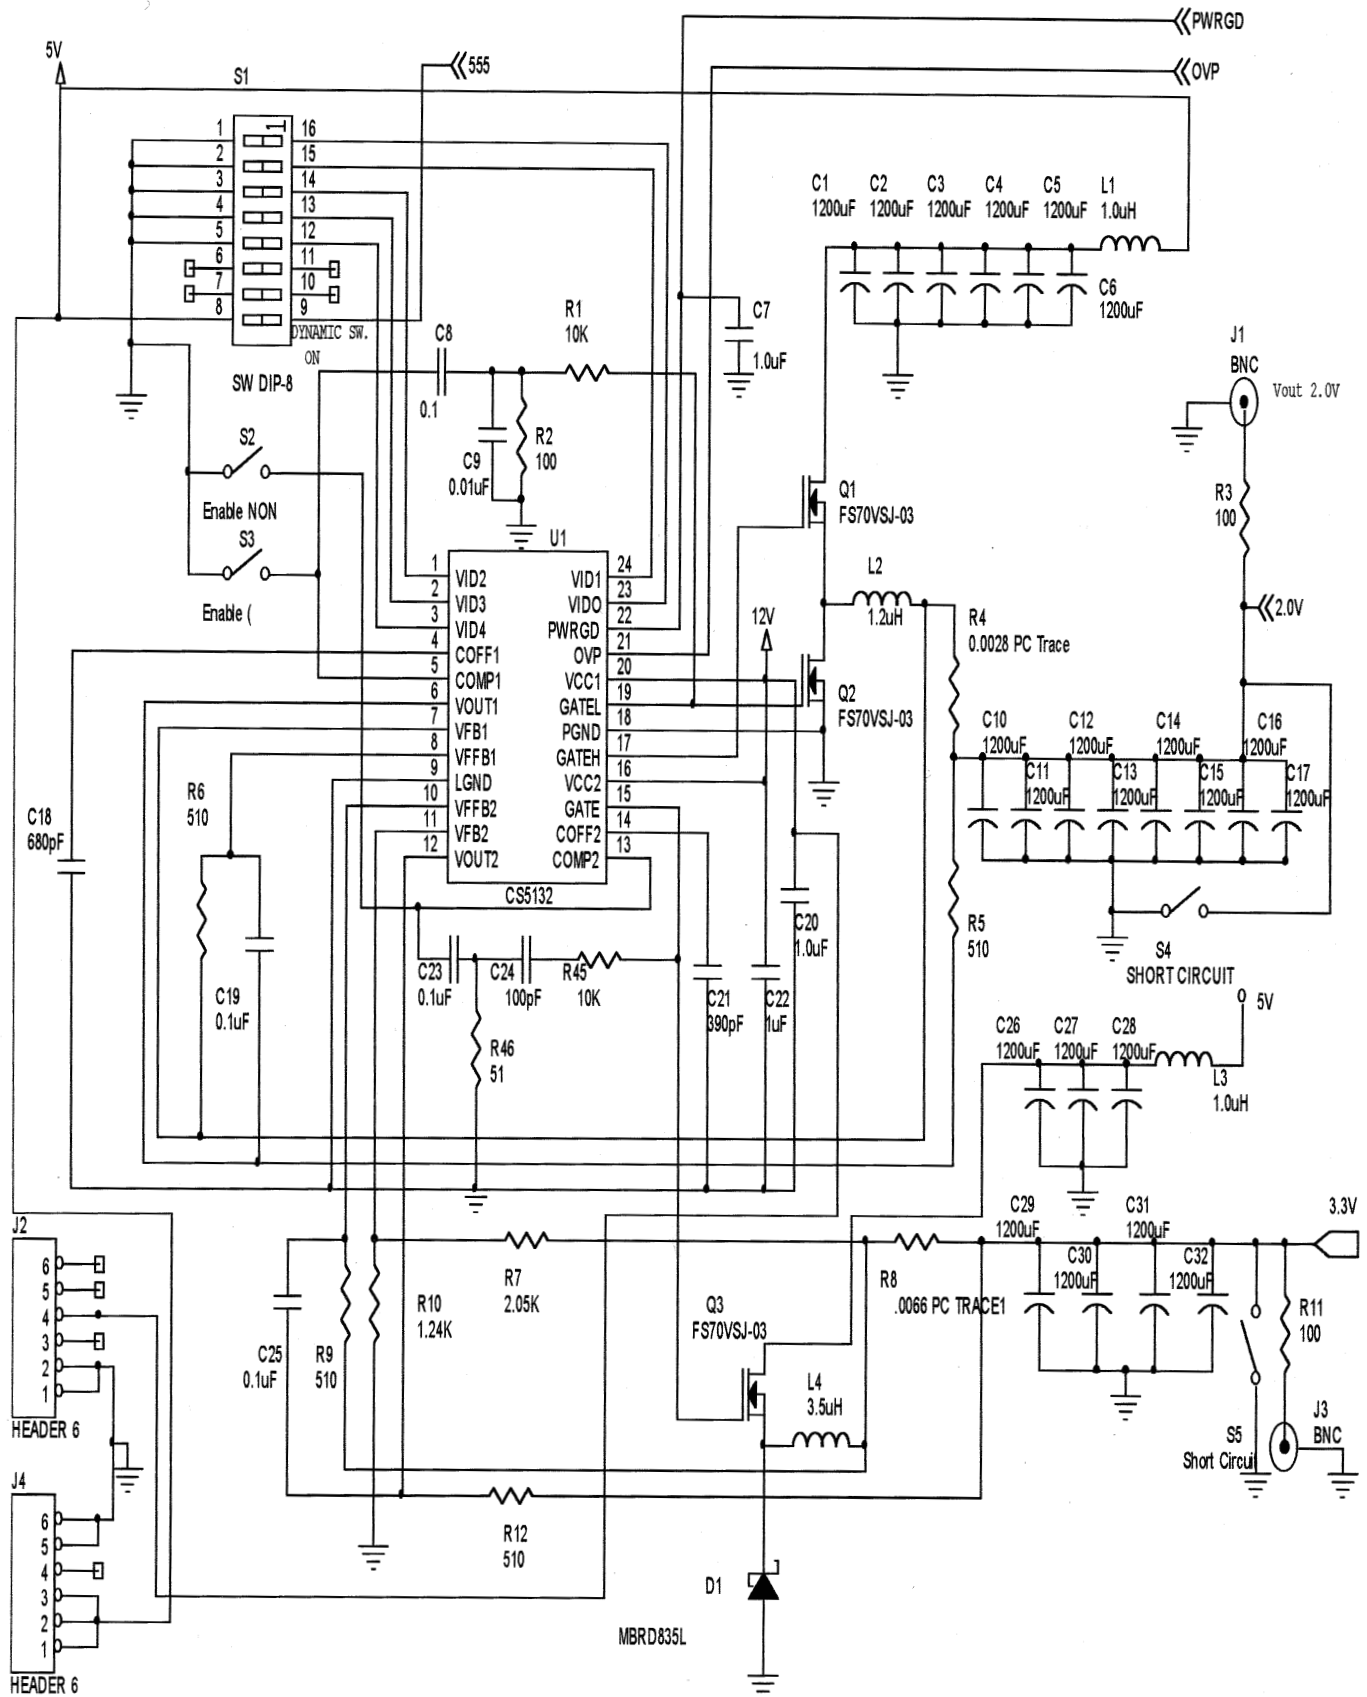 PWRGD
5V
S1
555
OVP
1
1 16
2 15
3 14
4 13
5 12
6 11
7 10
8 9
DYNAMIC SW.
ON
SW DIP-8
C1 C2 C3 C4 C5 L1
1200uF 1200uF 1200uF 1200uF 1200uF 1.0uH
C6
1200uF
R1
10K
C7
1.0uF
C8
0.1
J1
BNC
Vout 2.0V
S2
R2
100
C9
0.01uF
Enable NON
S3
Enable (
Q1
FS70VSJ-03
R3
100
U1
L2
1.2uH
2.0V
12V
R4
0.0028 PC Trace
1 VID2 VID1 24
2 VID3 VIDO 23
3 VID4 PWRGD 22
4 COFF1 OVP 21
5 COMP1 VCC1 20
6 VOUT1 GATEL 19
7 VFB1 PGND 18
8 VFFB1 GATEH 17
9 LGND VCC2 16
10 VFFB2 GATE 15
11 VFB2 COFF2 14
12 VOUT2 COMP2 13
CS5132
Q2
FS70VSJ-03
C10 C12 C14 C16
1200uF 1200uF 1200uF 1200uF
C11 C13 C15 C17
1200uF 1200uF 1200uF 1200uF
R6
510
C18
680pF
C20
1.0uF
R5
510
S4
SHORT CIRCUIT
C23
0.1uF
C24
100pF
R45
10K
C21
390pF
C22
1uF
C19
0.1uF
R46
51
5V
C26 C27 C28
1200uF 1200uF 1200uF
L3
1.0uH
C29 C31
1200uF 1200uF
3.3V
C30 C32
1200uF 1200uF
J2
6
5
4
3
2
1
HEADER 6
R7
2.05K
R8
.0066 PC TRACE1
R10
1.24K
Q3
FS70VSJ-03
R11
100
C25
0.1uF
R9
510
L4
3.5uH
J3
BNC
S5
Short Circui
J4
6
5
4
3
2
1
HEADER 6
R12
510
D1
MBRD835L